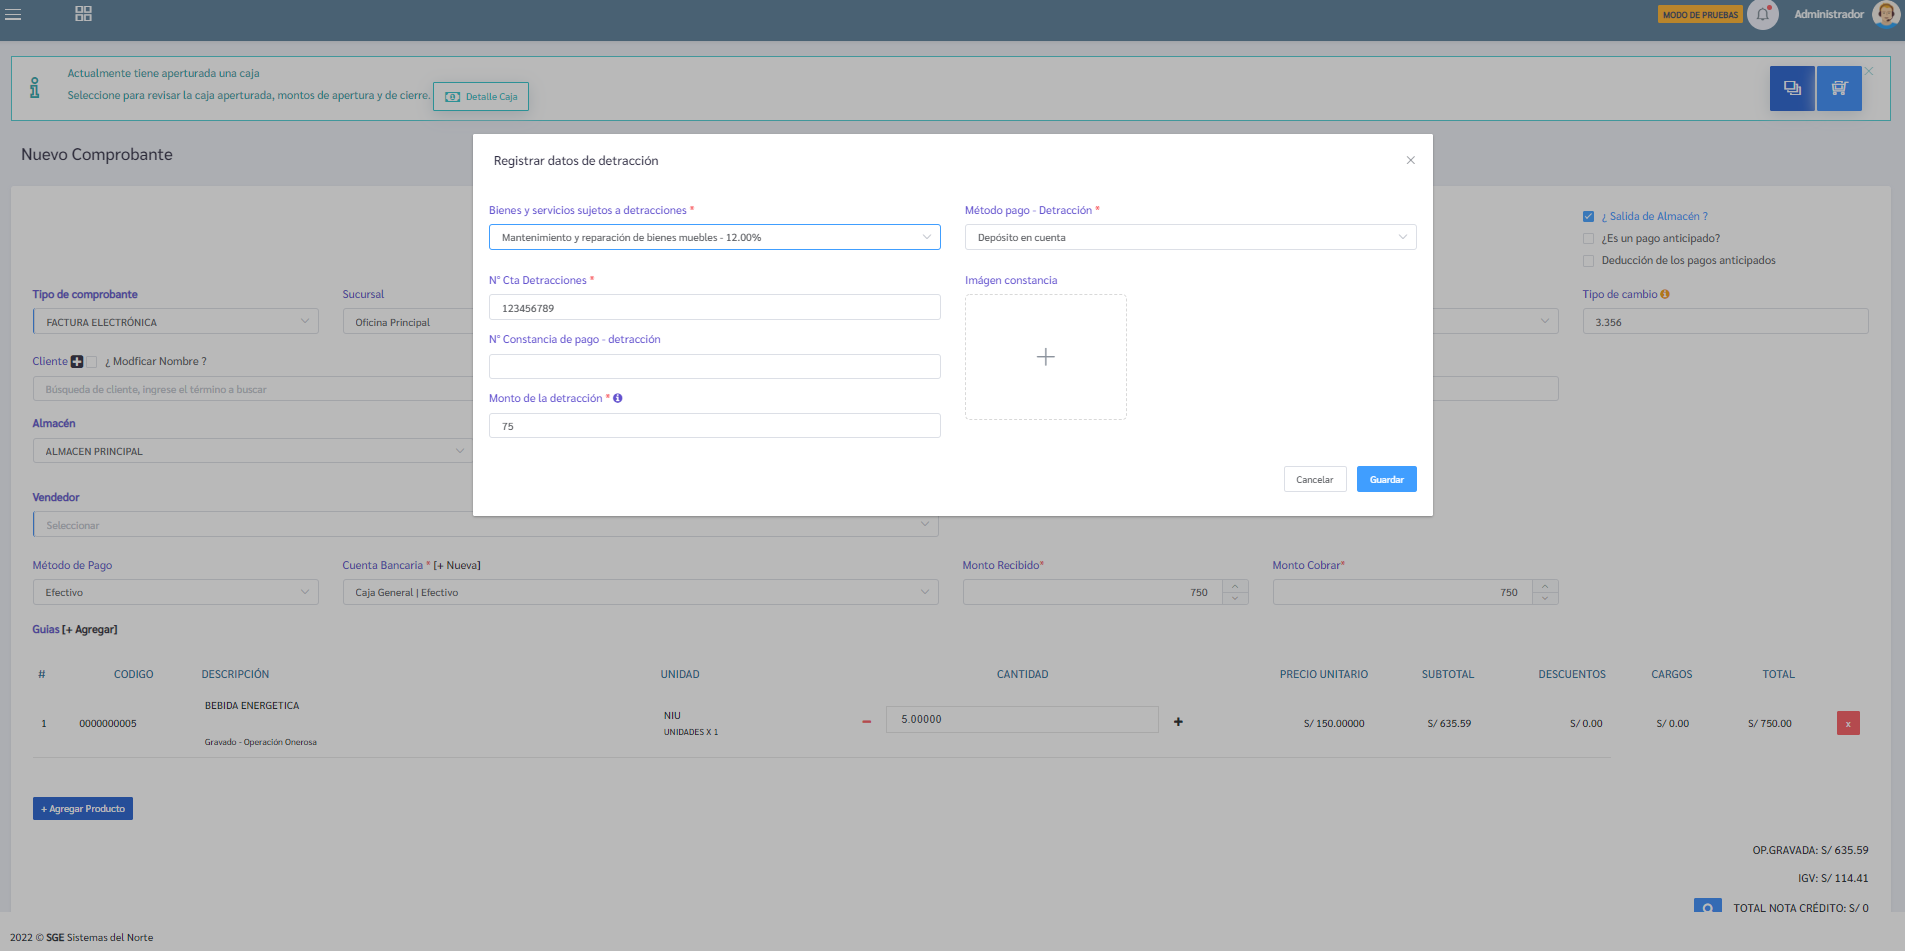 MODO DE PRUEBAS
Administrador
Actualmente tiene aperturada una caja
Seleccione para revisar la caja aperturada, montos de apertura y de cierre.
Detalle Caja
Nuevo Comprobante
Registrar datos de detracción
Bienes y servicios sujetos a detracciones *
Mantenimiento y reparación de bienes muebles - 12.00%
Método pago - Detracción *
Depósito en cuenta
N° Cta Detracciones *
123456789
Imágen constancia
N° Constancia de pago - detracción
Monto de la detracción *
75
Cancelar
Guardar
¿ Salida de Almacén ?
¿Es un pago anticipado?
Deducción de los pagos anticipados
Tipo de comprobante
FACTURA ELECTRÓNICA
Sucursal
Oficina Principal
Tipo de cambio
3.356
Cliente
¿ Modficar Nombre ?
Búsqueda de cliente, ingrese el término a buscar
Almacén
ALMACEN PRINCIPAL
Vendedor
Seleccionar
Método de Pago
Efectivo
Cuenta Bancaria * [+ Nueva]
Caja General | Efectivo
Monto Recibido*
750
Monto Cobrar*
750
Guias [+ Agregar]
# CODIGO DESCRIPCIÓN UNIDAD CANTIDAD PRECIO UNITARIO SUBTOTAL DESCUENTOS CARGOS TOTAL
BEBIDA ENERGETICA
1 0000000005 NIU 5.00000 S/ 150.00000 S/ 635.59 S/ 0.00 S/ 0.00 S/ 750.00 x
UNIDADES X 1
Gravado - Operación Onerosa
+ Agregar Producto
OP.GRAVADA: S/ 635.59
IGV: S/ 114.41
TOTAL NOTA CRÉDITO: S/ 0
2022 © SGE Sistemas del Norte